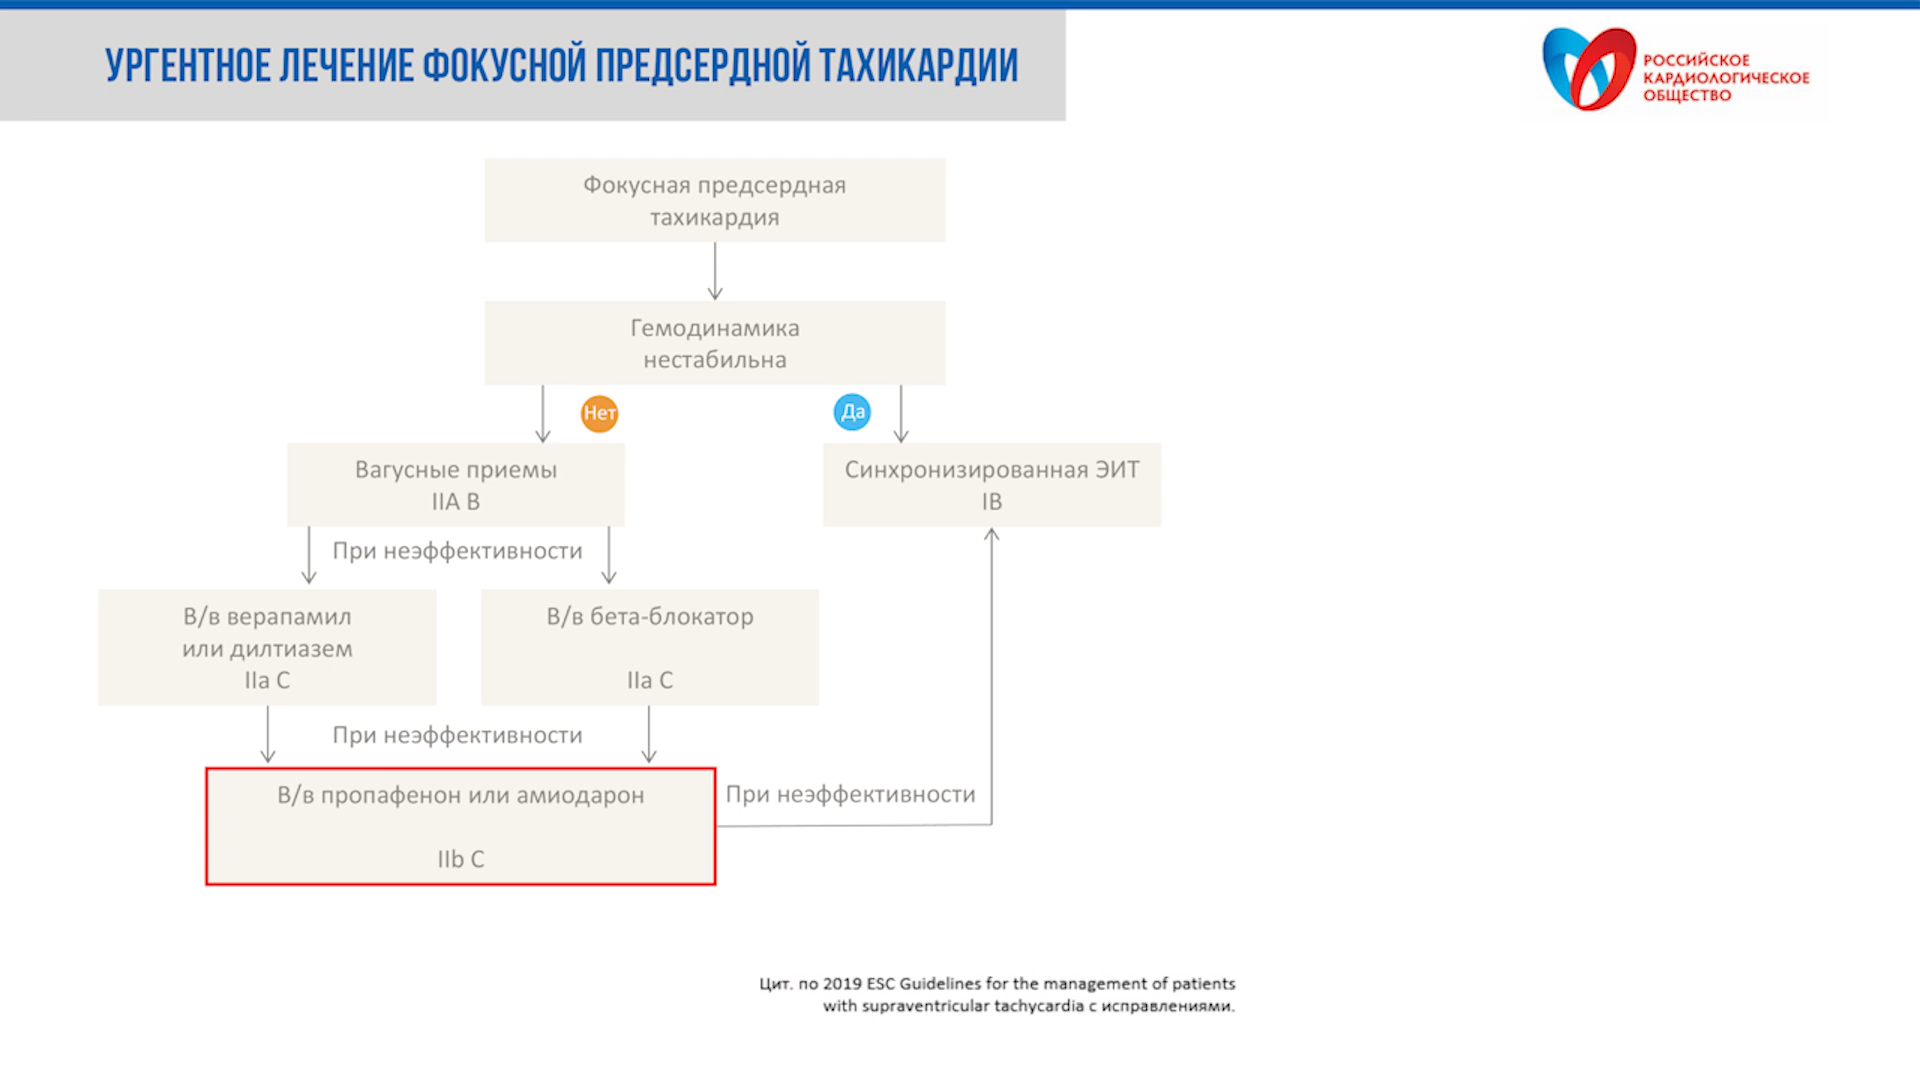 УРГЕНТНОЕ ЛЕЧЕНИЕ ФОКУСНОЙ ПРЕДСЕРДНОЙ ТАХИКАРДИИ
РОССИЙСКОЕ
КАРДИОЛОГИЧЕСКОЕ
ОБЩЕСТВО
Фокусная предсердная
тахикардия
Гемодинамика
нестабильна
Нет
Да
Вагусные приемы
IIA B
Синхронизированная ЭИТ
IB
При неэффективности
В/в верапамил
или дилтиазем
IIa C
В/в бета-блокатор
IIa C
При неэффективности
В/в пропафенон или амиодарон
IIb C
При неэффективности
Цит. по 2019 ESC Guidelines for the management of patients
with supraventricular tachycardia с исправлениями.